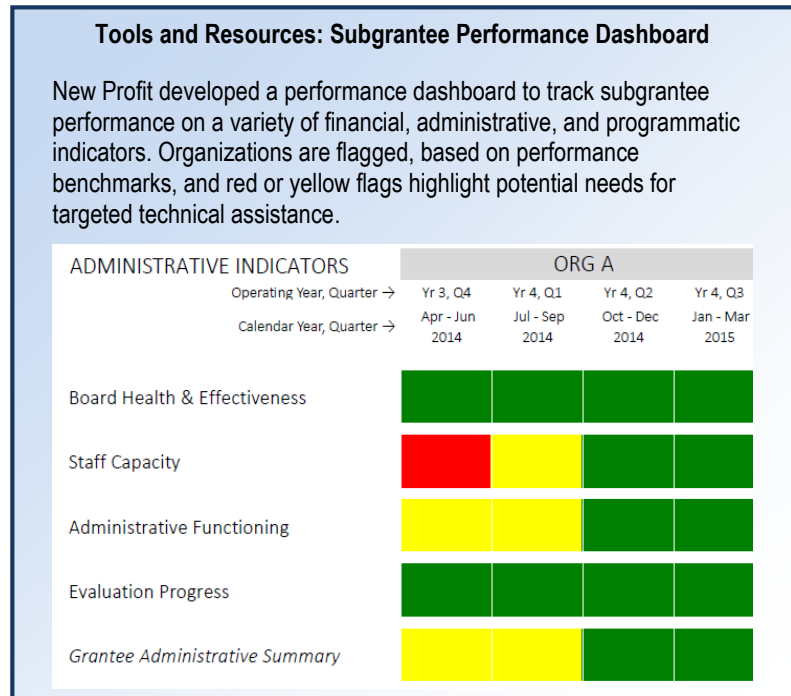 Tools and Resources: Subgrantee Performance Dashboard
New Profit developed a performance dashboard to track subgrantee
performance on a variety of financial, administrative, and programmatic
indicators. Organizations are flagged, based on performance
benchmarks, and red or yellow flags highlight potential needs for
targeted technical assistance.
ADMINISTRATIVE INDICATORS ORG A
Operating Year, Quarter → Yr 3, Q4 Yr 4, Q1 Yr 4, Q2 Yr 4, Q3
Calendar Year, Quarter → Apr - Jun Jul - Sep Oct - Dec Jan - Mar
2014 2014 2014 2015
Board Health & Effectiveness
Staff Capacity
Administrative Functioning
Evaluation Progress
Grantee Administrative Summary